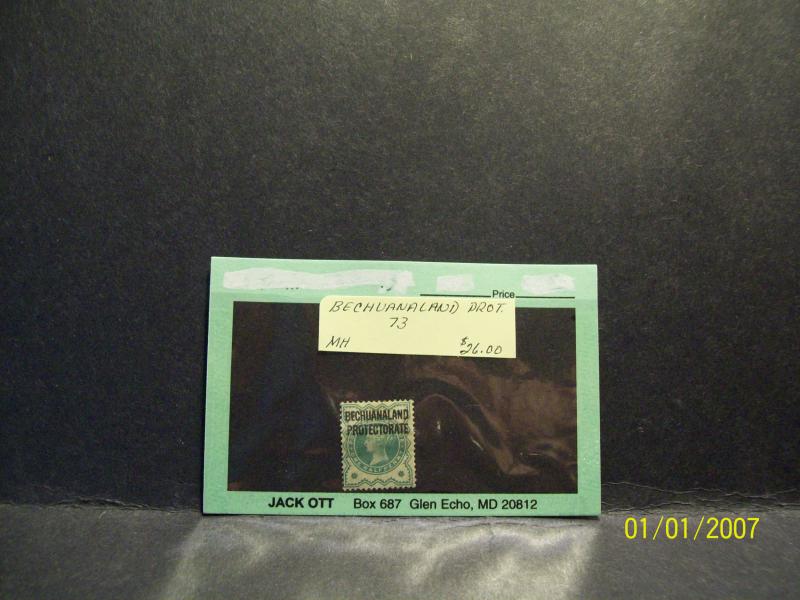 Price
BECHUANALAND PROT.
73
MH $26.00
BECHUANALAND
PROTECTORATE
HALFPENNY
JACK OTT Box 687 Glen Echo, MD 20812
01/01/2007